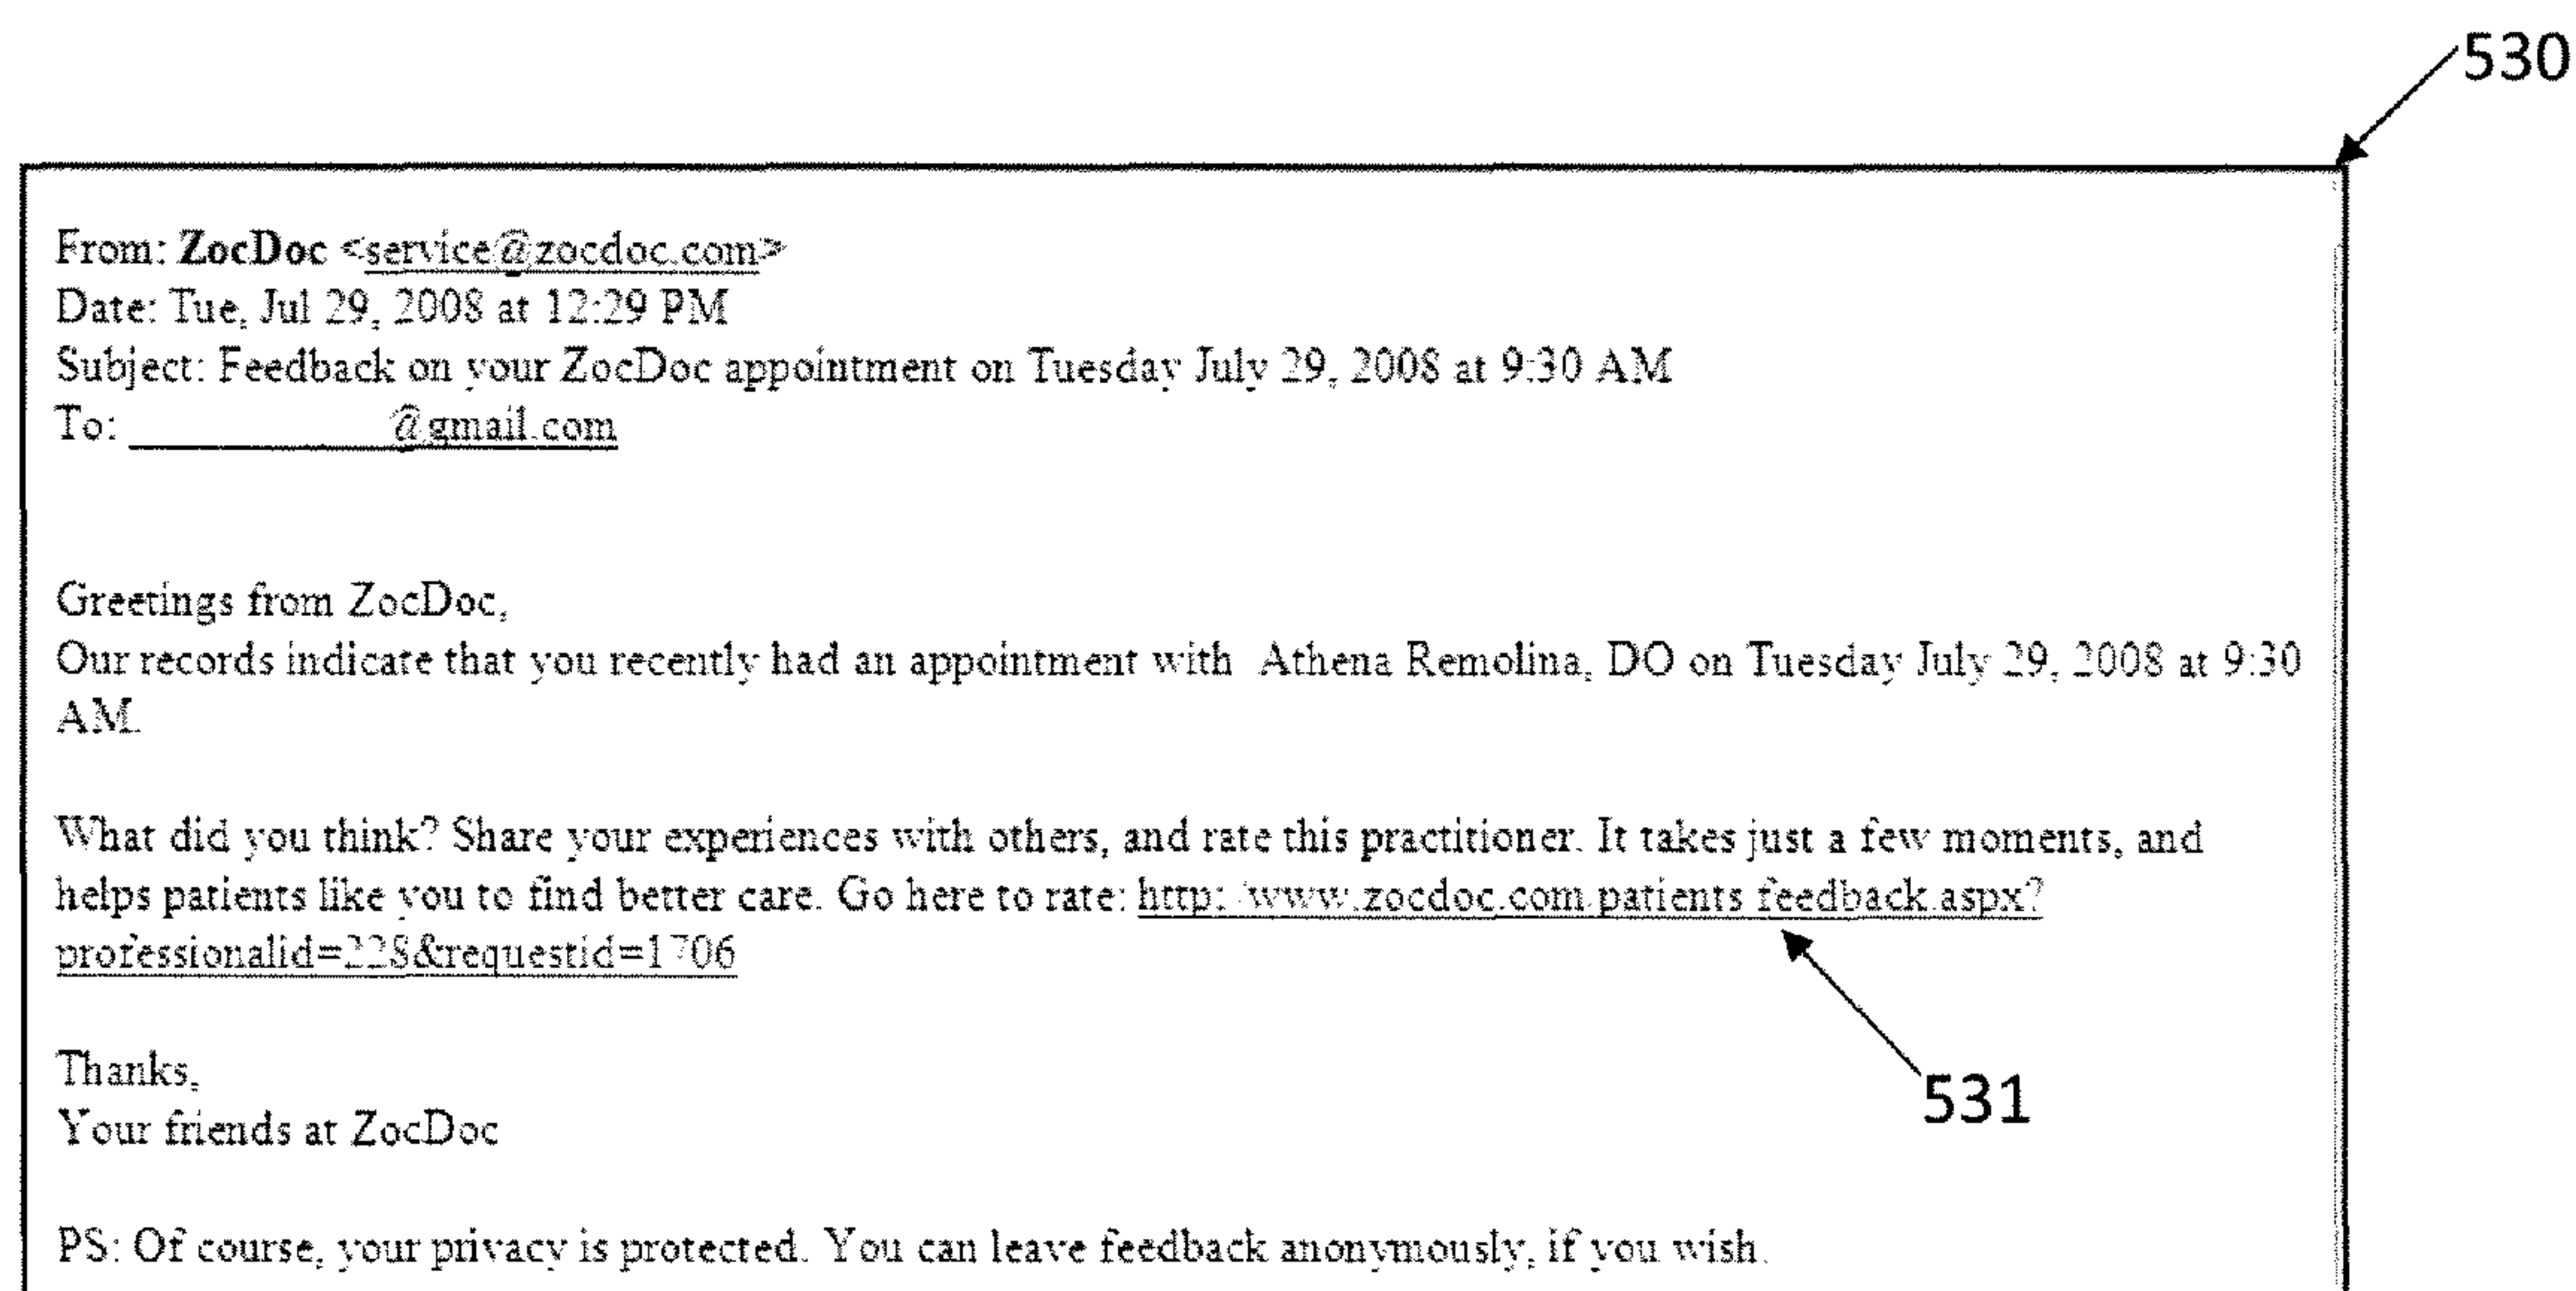 530
From: ZocDoc <service@zocdoc.com>
Date: Tue, Jul 29, 2008 at 12:29 PM
Subject: Feedback on your ZocDoc appointment on Tuesday July 29, 2008 at 9:30 AM
To: @gmail.com
Greetings from ZocDoc,
Our records indicate that you recently had an appointment with Athena Remolina, DO on Tuesday July 29, 2008 at 9:30
AM.
What did you think? Share your experiences with others, and rate this practitioner. It takes just a few moments, and
helps patients like you to find better care. Go here to rate: http://www.zocdoc.com/patients/feedback.aspx?
professionalid=228&requestid=1706
531
Thanks,
Your friends at ZocDoc
PS: Of course, your privacy is protected. You can leave feedback anonymously, if you wish.